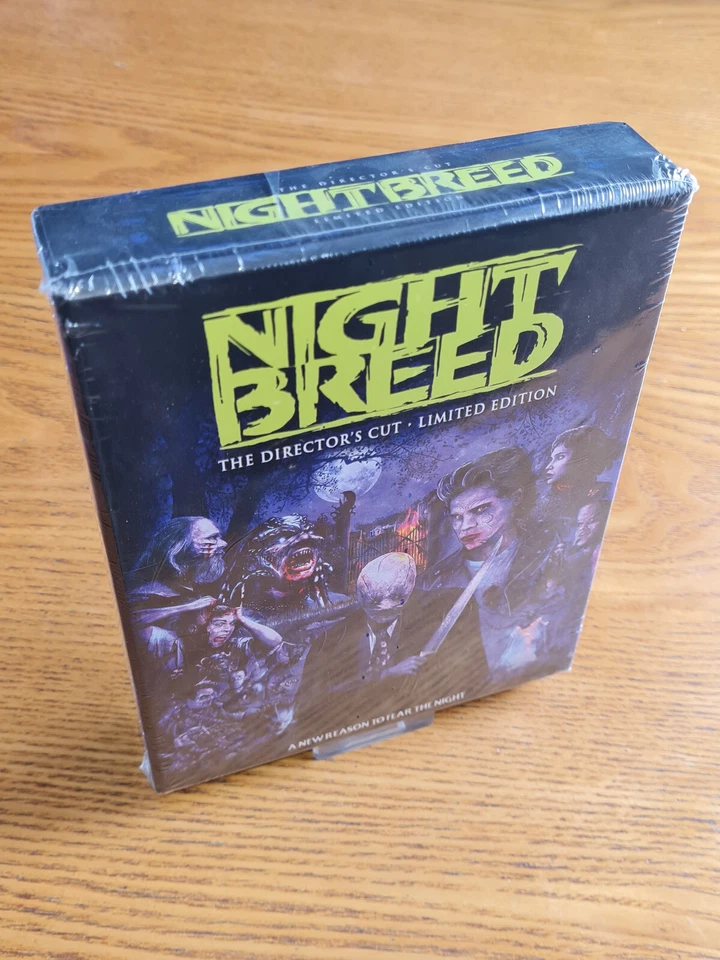 THE DIRECTOR'S CUT
NIGHTBREED
LIMITED EDITION
NIGHT
BREED
THE DIRECTOR'S CUT · LIMITED EDITION
A NEW REASON TO FEAR THE NIGHT